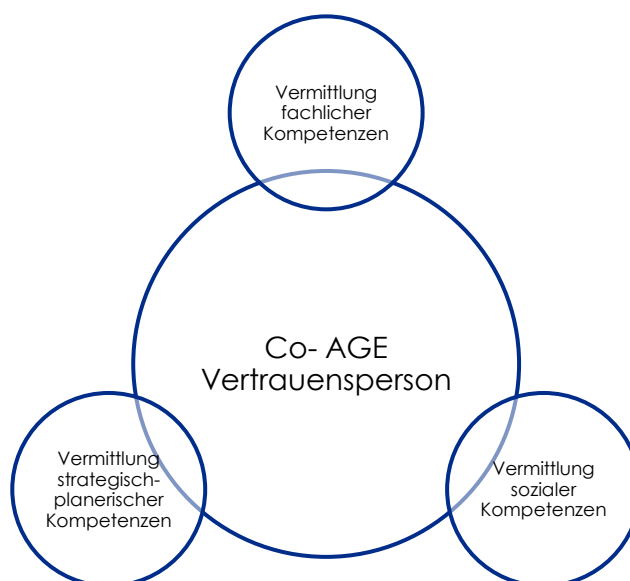 Vermittlung
fachlicher
Kompetenzen
Co- AGE
Vertrauensperson
Vermittlung
strategisch-
planerischer
Kompetenzen
Vermittlung
sozialer
Kompetenzen